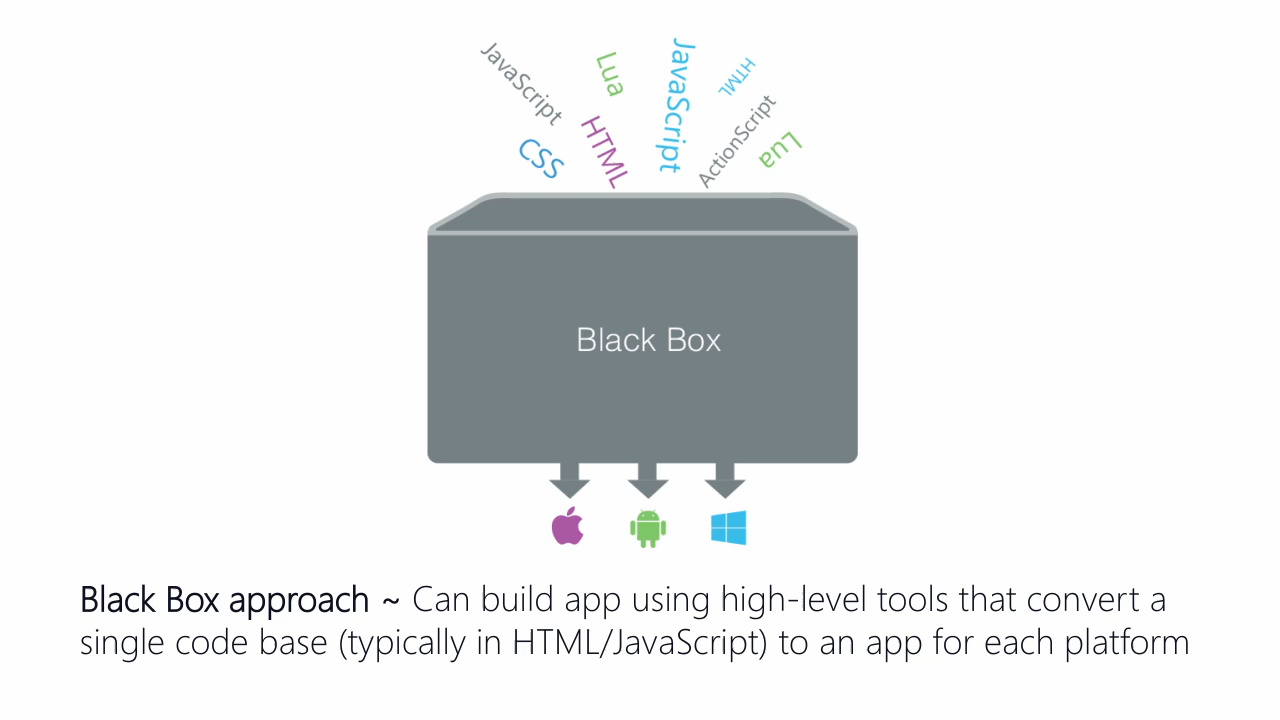 JavaScript
Lua
JavaScript
HTML
CSS
HTML
ActionScript
Lua
Black Box
Black Box approach ~ Can build app using high-level tools that convert a
single code base (typically in HTML/JavaScript) to an app for each platform